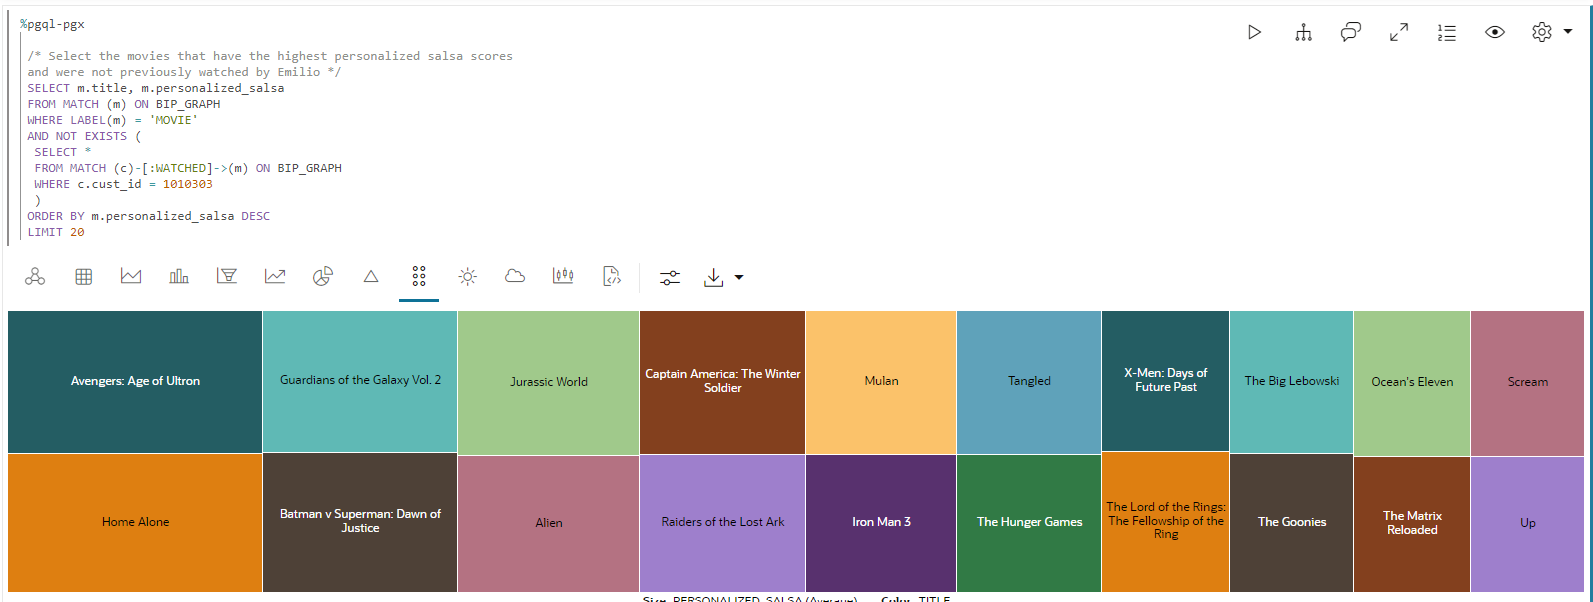 %pgql-pgx
/* Select the movies that have the highest personalized salsa scores
and were not previously watched by Emilio */
SELECT m.title, m.personalized_salsa
FROM MATCH (m) ON BIP_GRAPH
WHERE LABEL(m) = 'MOVIE'
AND NOT EXISTS (
SELECT *
FROM MATCH (c)-[:WATCHED]->(m) ON BIP_GRAPH
WHERE c.cust_id = 1010303
)
ORDER BY m.personalized_salsa DESC
LIMIT 20
Avengers: Age of Ultron
Guardians of the Galaxy Vol. 2
Jurassic World
Captain America: The Winter
Soldier
Mulan
Tangled
X-Men: Days of
Future Past
The Big Lebowski
Ocean's Eleven
Scream
Home Alone
Batman v Superman: Dawn of
Justice
Alien
Raiders of the Lost Ark
Iron Man 3
The Hunger Games
The Lord of the Rings:
The Fellowship of the
Ring
The Goonies
The Matrix
Reloaded
Up
Size PERSONALIZED_SALSA (Average) Color TITLE